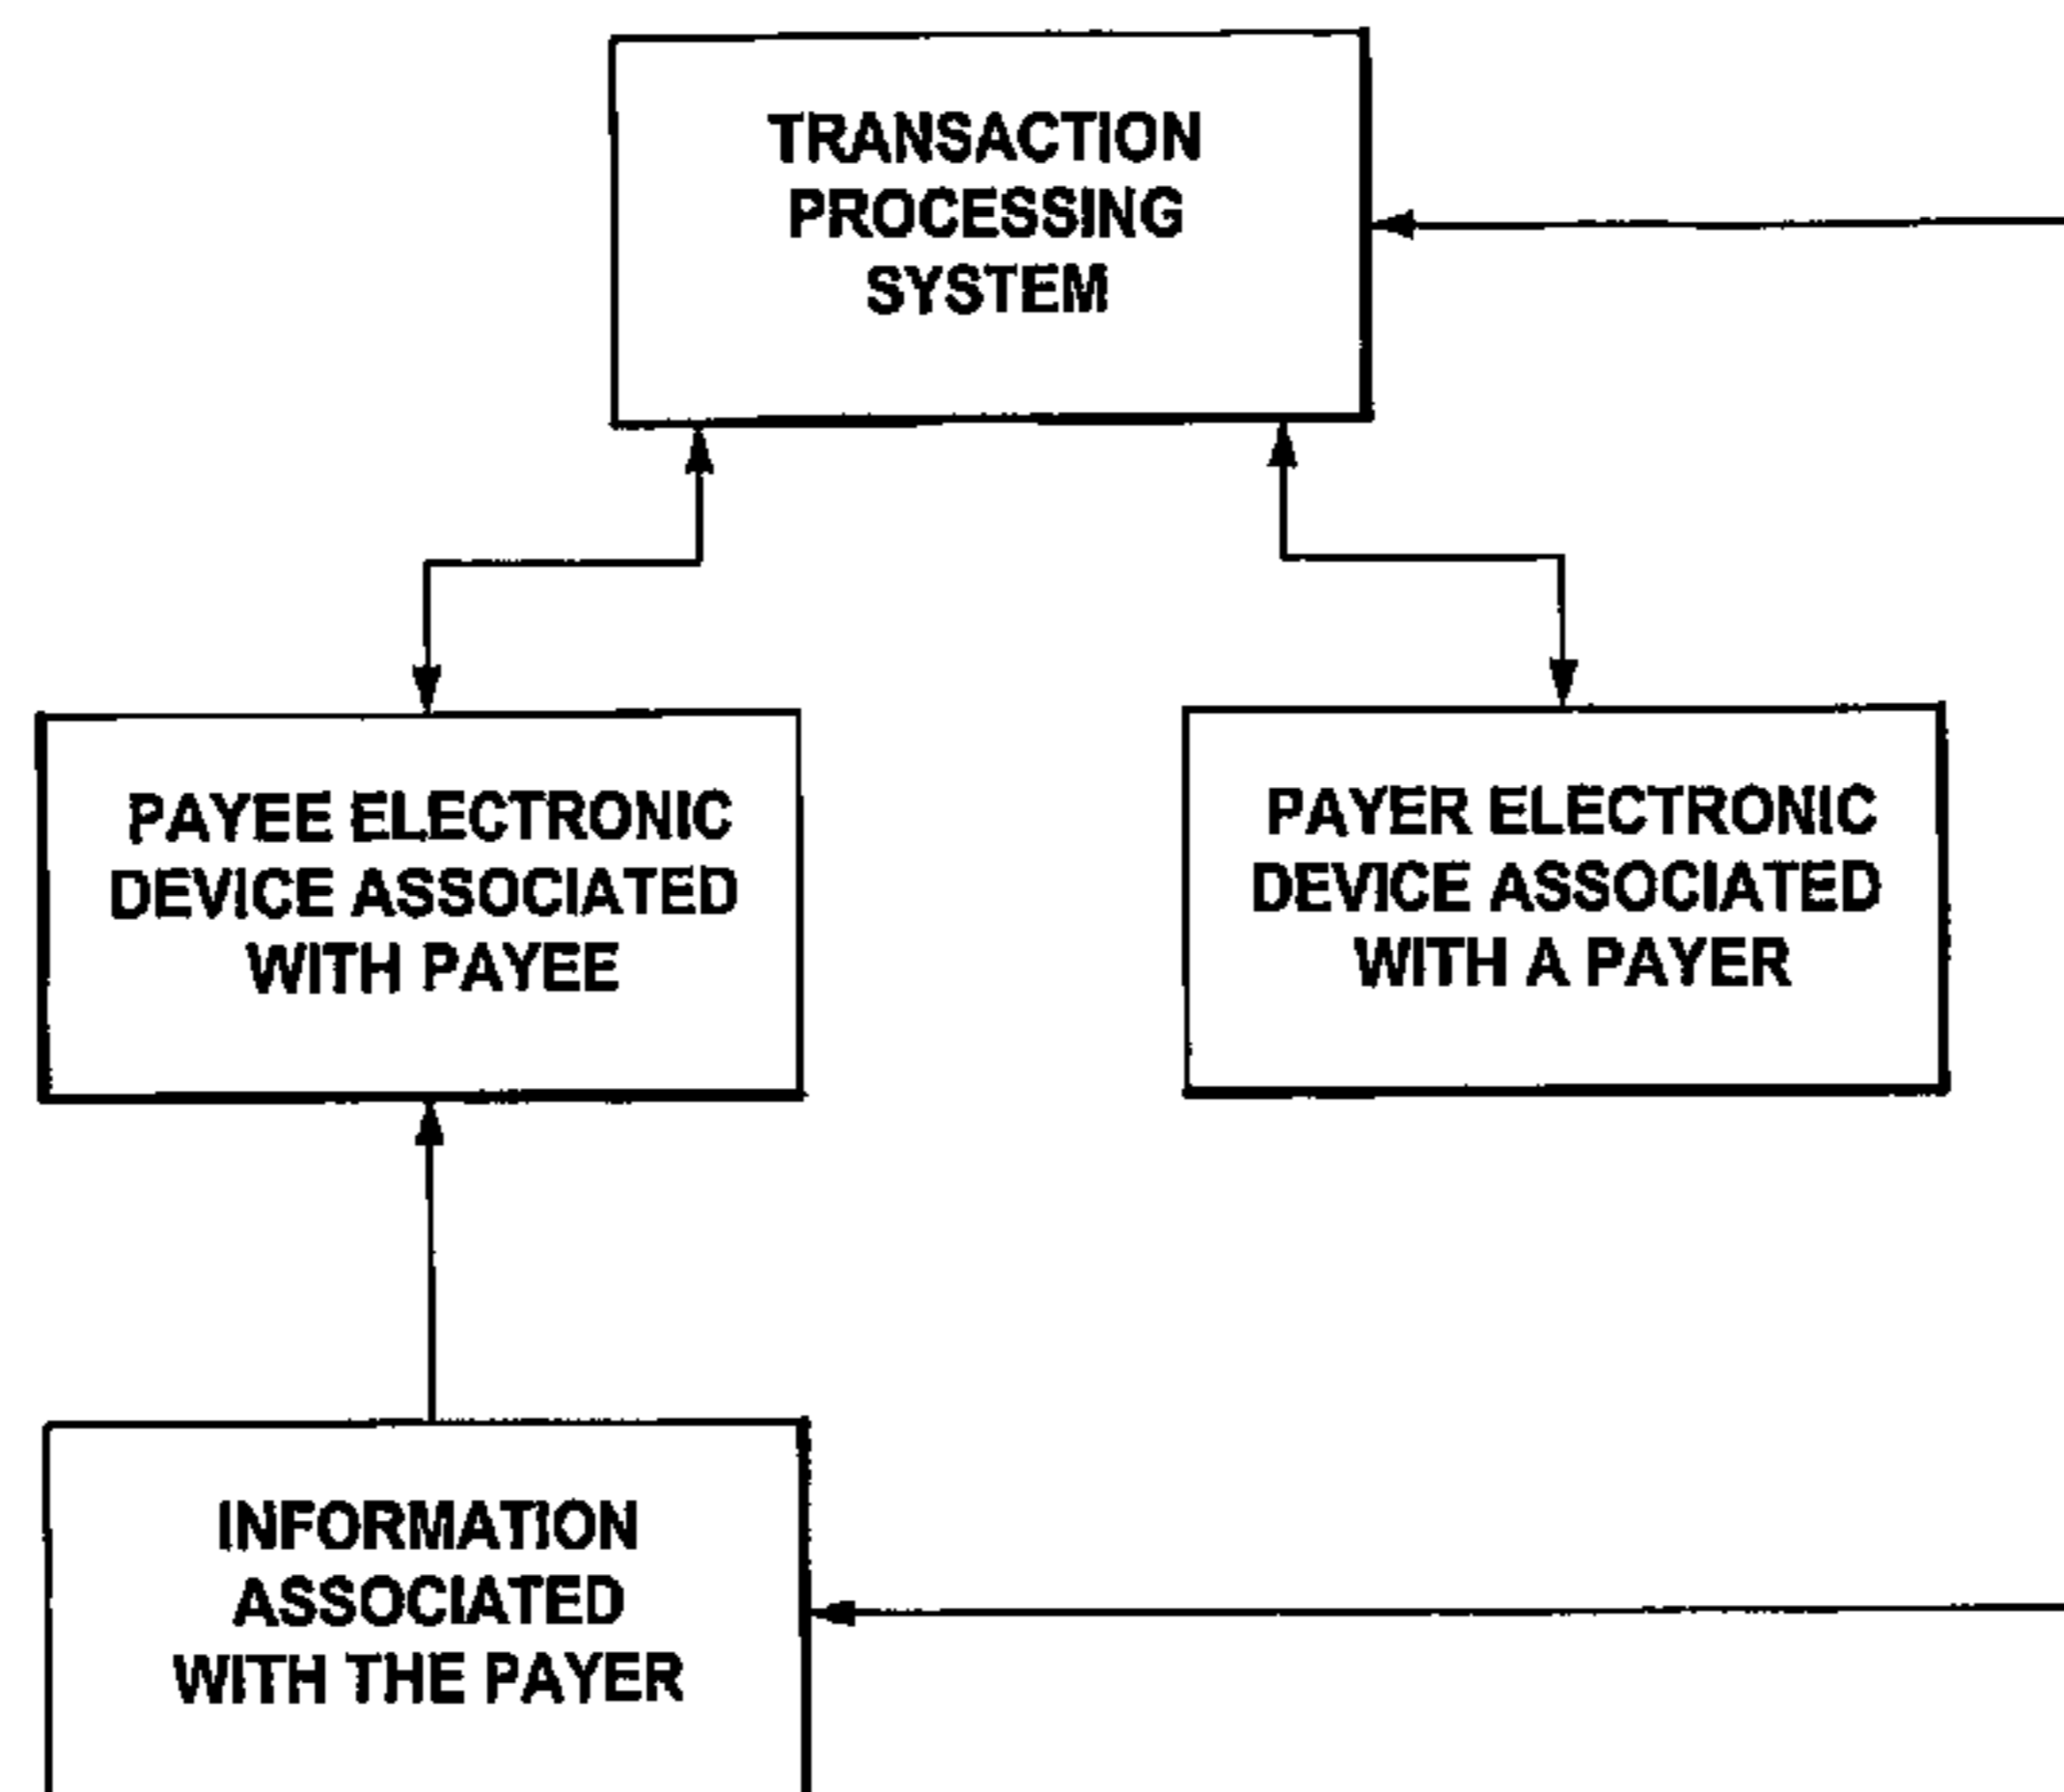 TRANSACTION
PROCESSING
SYSTEM
PAYEE ELECTRONIC
DEVICE ASSOCIATED
WITH PAYEE
PAYER ELECTRONIC
DEVICE ASSOCIATED
WITH A PAYER
INFORMATION
ASSOCIATED
WITH THE PAYER